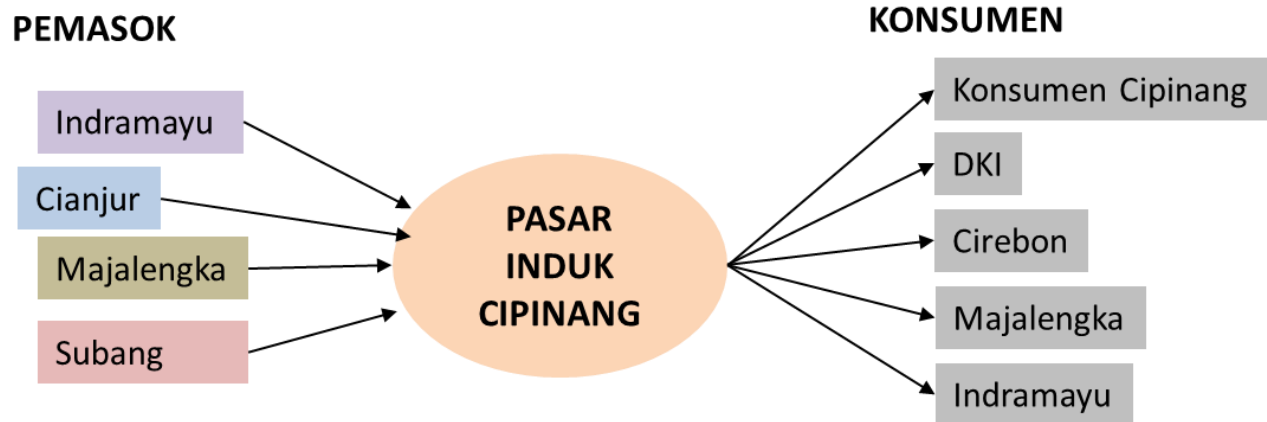 PEMASOK
Indramayu
Cianjur
Majalengka
Subang
PASAR
INDUK
CIPINANG
KONSUMEN
Konsumen Cipinang
DKI
Cirebon
Majalengka
Indramayu